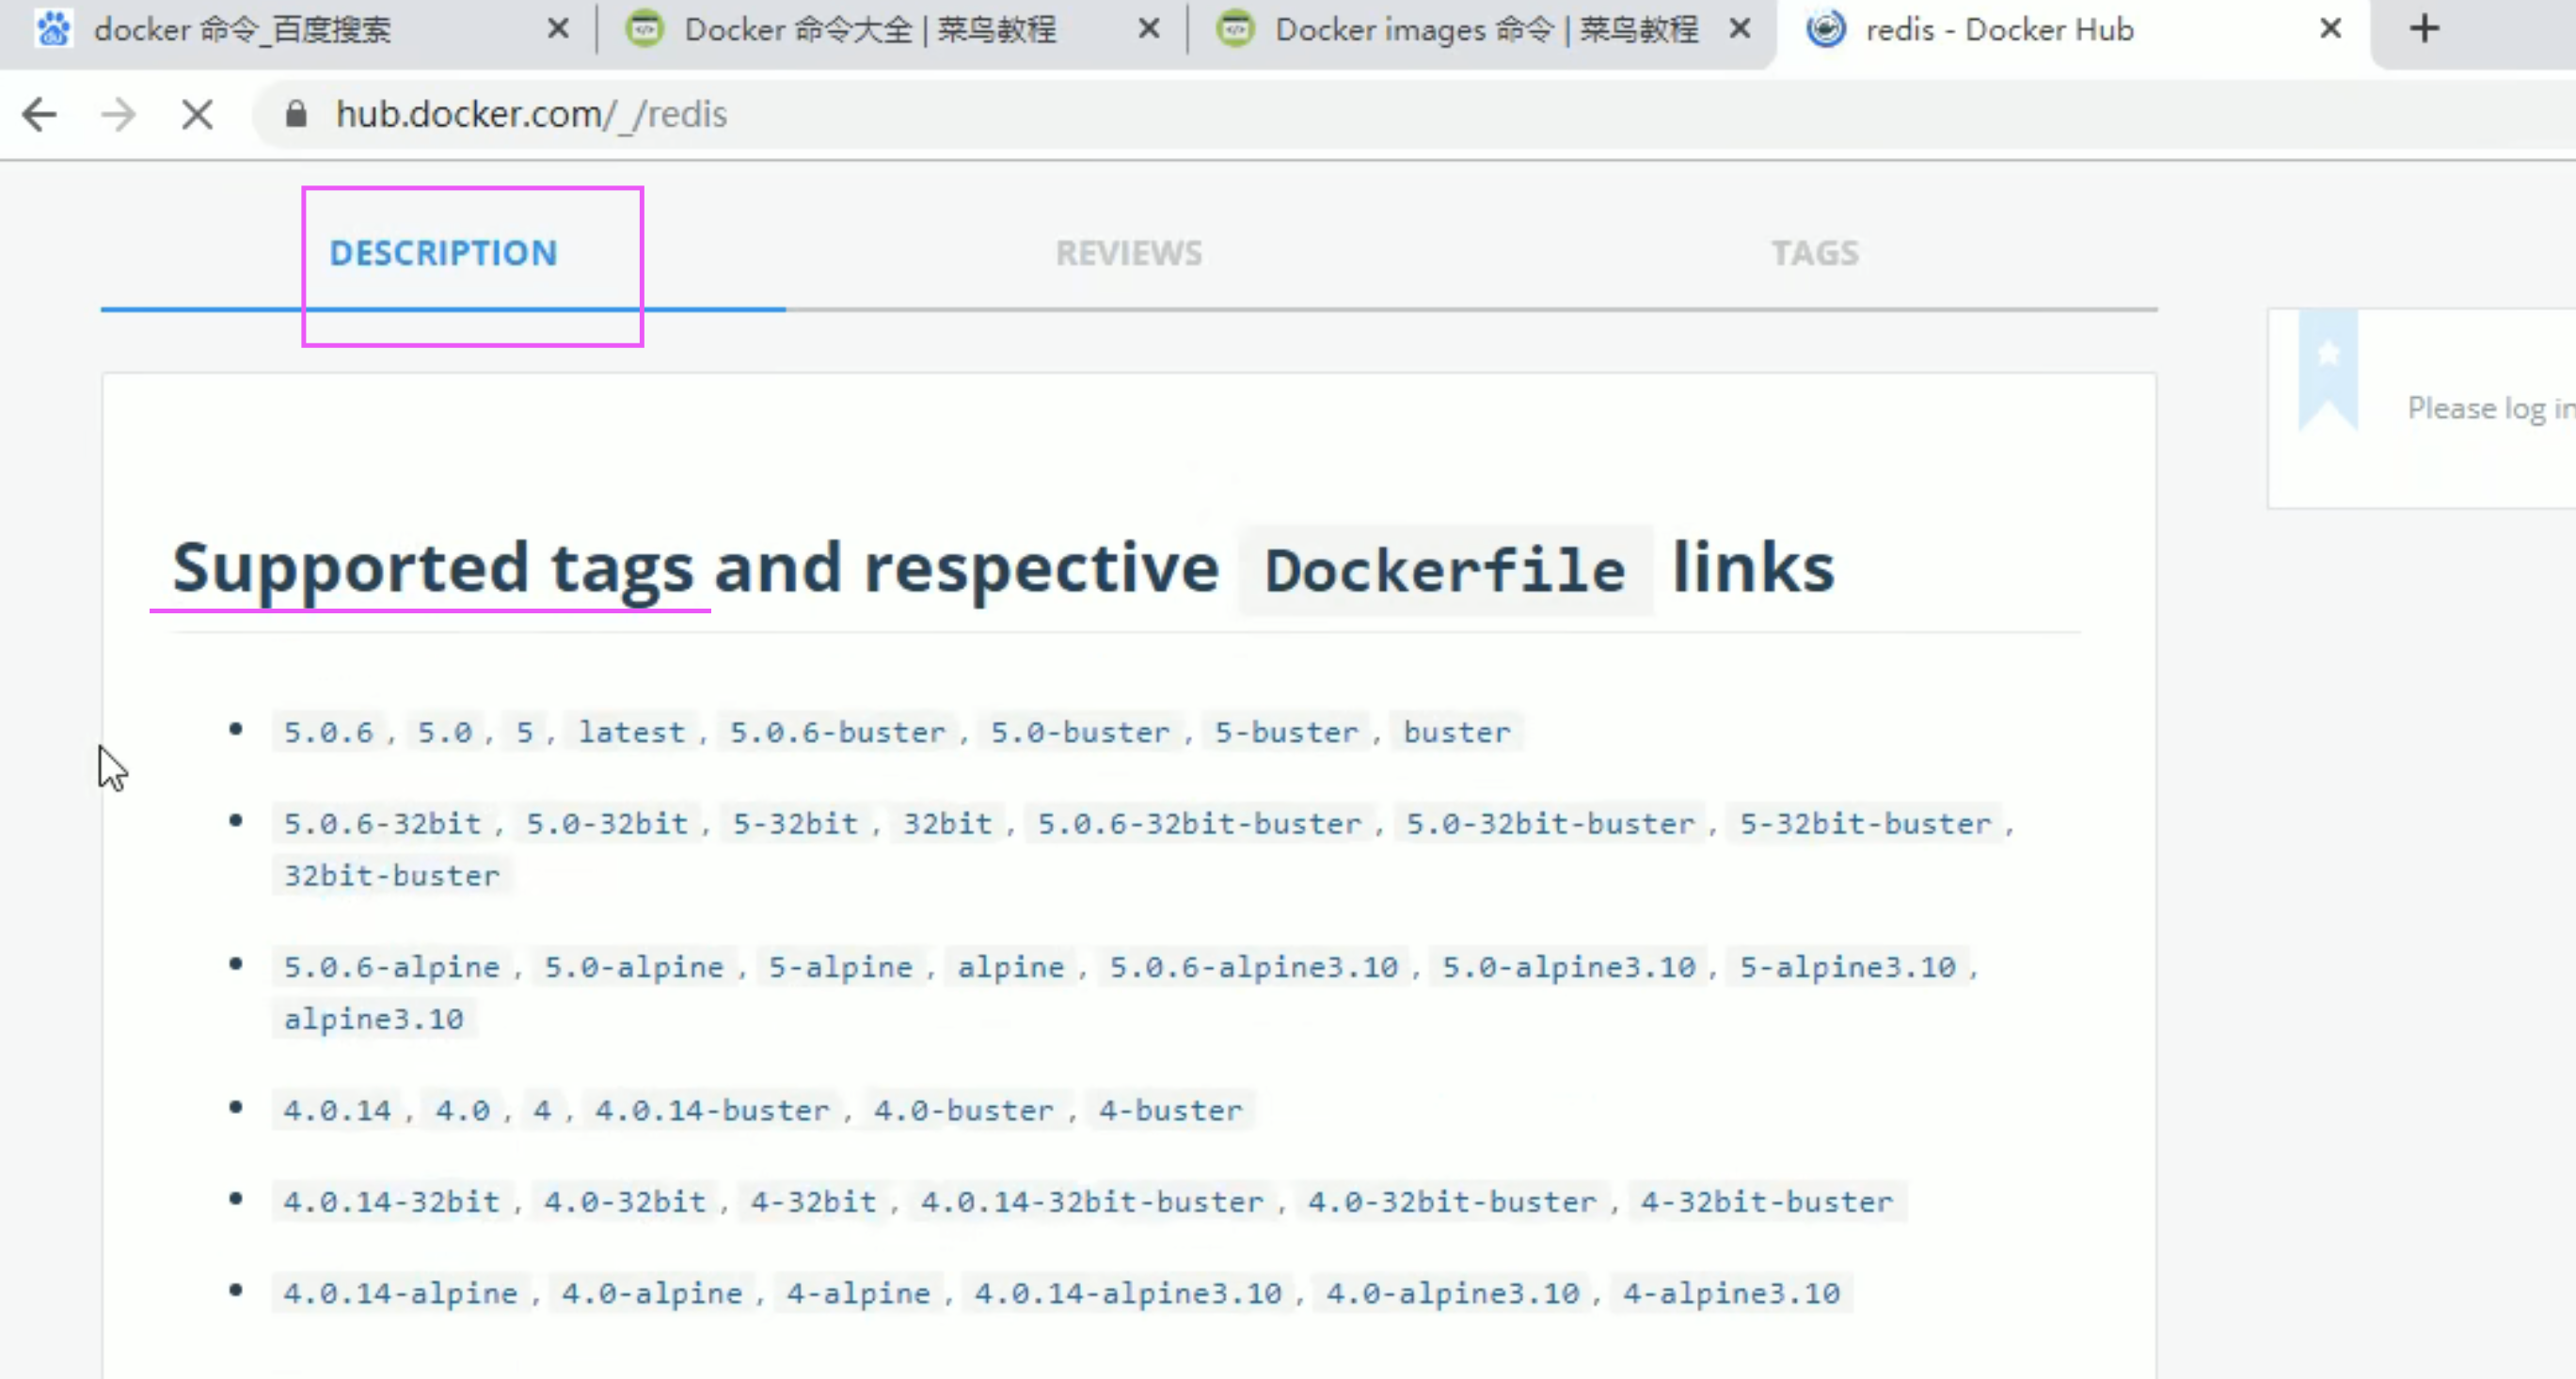 docker 命令_百度搜索 Docker 命令大全 | 菜鸟教程 Docker images 命令 | 菜鸟教程 redis - Docker Hub
hub.docker.com/_/redis
DESCRIPTION REVIEWS TAGS
Please log in
Supported tags and respective Dockerfile links
5.0.6 , 5.0 , 5 , latest , 5.0.6-buster , 5.0-buster , 5-buster , buster
5.0.6-32bit , 5.0-32bit , 5-32bit , 32bit , 5.0.6-32bit-buster , 5.0-32bit-buster , 5-32bit-buster ,
32bit-buster
5.0.6-alpine , 5.0-alpine , 5-alpine , alpine , 5.0.6-alpine3.10 , 5.0-alpine3.10 , 5-alpine3.10 ,
alpine3.10
4.0.14 , 4.0 , 4 , 4.0.14-buster , 4.0-buster , 4-buster
4.0.14-32bit , 4.0-32bit , 4-32bit , 4.0.14-32bit-buster , 4.0-32bit-buster , 4-32bit-buster
4.0.14-alpine , 4.0-alpine , 4-alpine , 4.0.14-alpine3.10 , 4.0-alpine3.10 , 4-alpine3.10